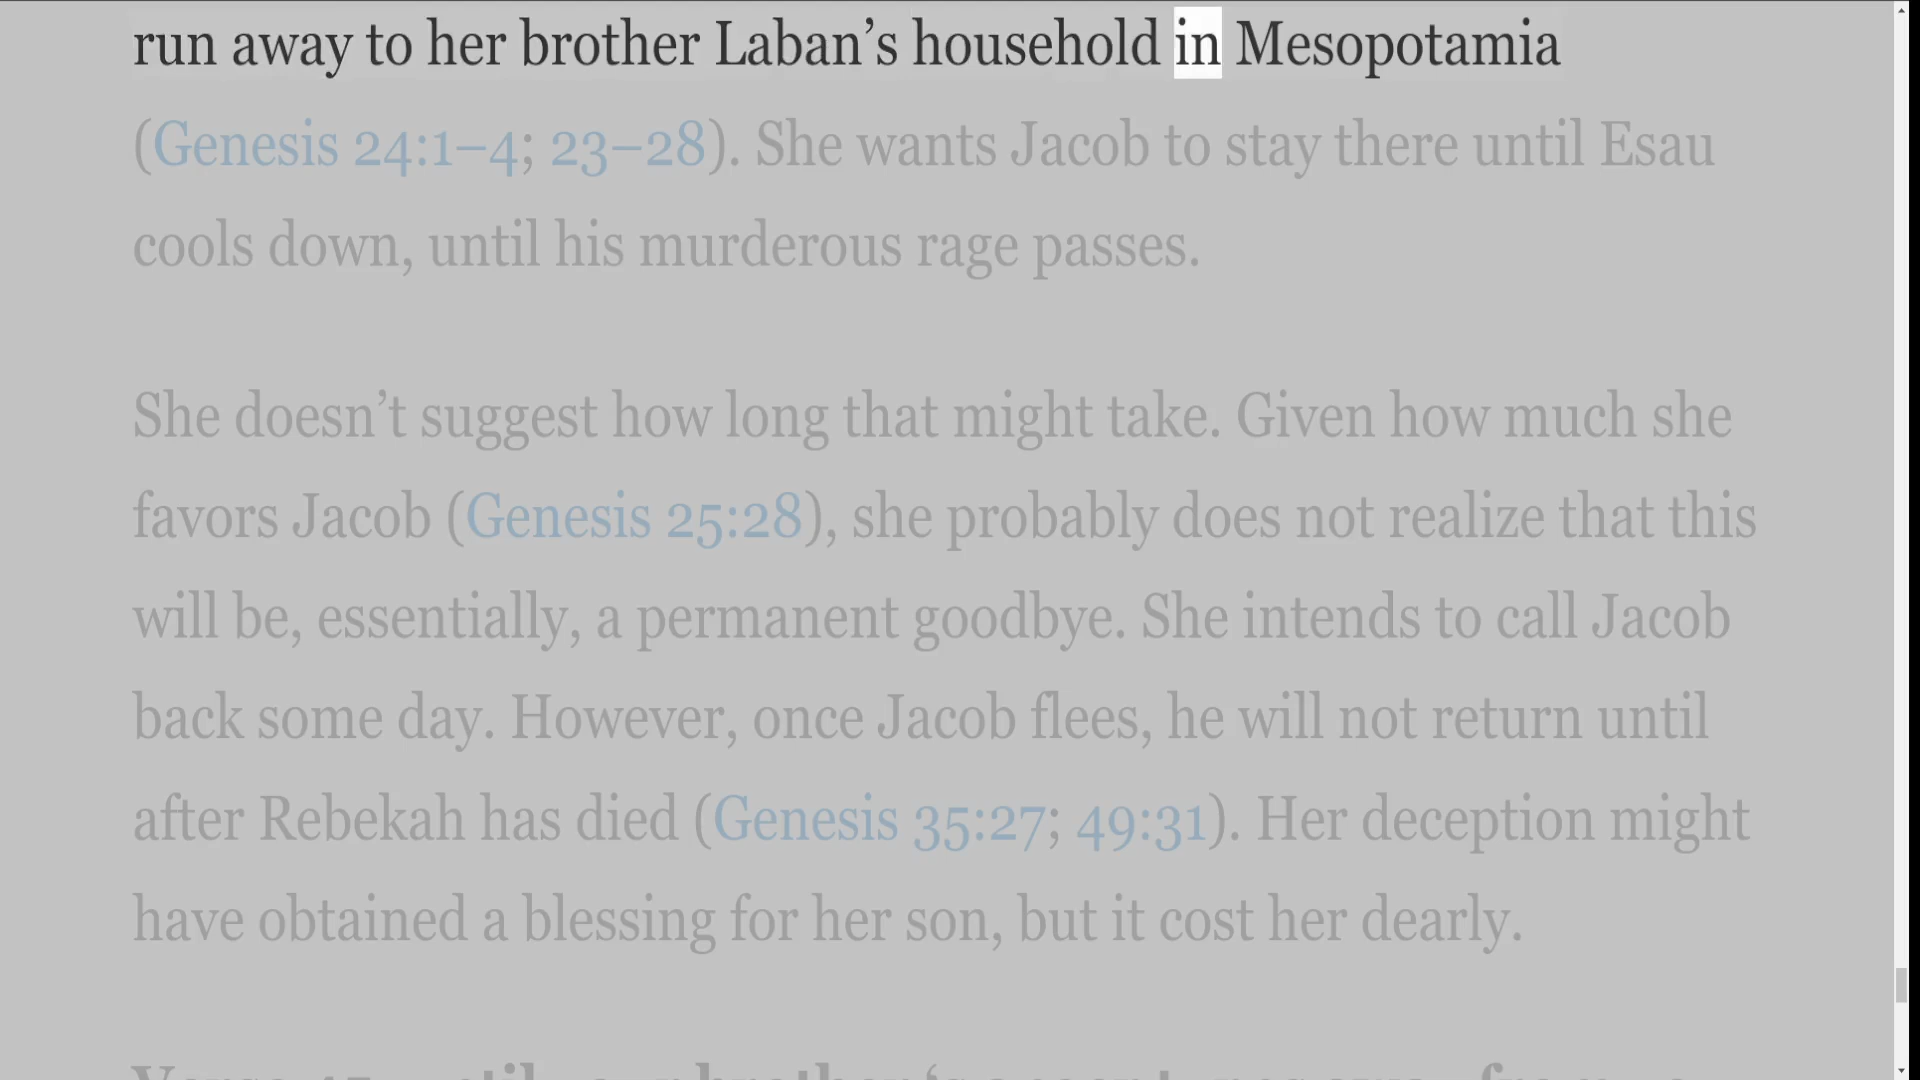 run away to her brother Laban’s household in Mesopotamia
(Genesis 24:1–4; 23–28). She wants Jacob to stay there until Esau
cools down, until his murderous rage passes.
She doesn’t suggest how long that might take. Given how much she
favors Jacob (Genesis 25:28), she probably does not realize that this
will be, essentially, a permanent goodbye. She intends to call Jacob
back some day. However, once Jacob flees, he will not return until
after Rebekah has died (Genesis 35:27; 49:31). Her deception might
have obtained a blessing for her son, but it cost her dearly.